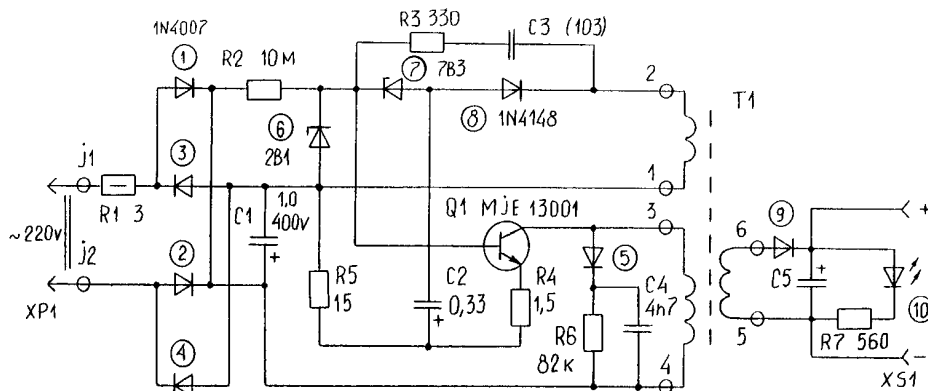 1N4007
R3 330
C3 (103)
1
R2 10M
7
7B3
2
T1
8
1N4148
6
2B1
3
j1
R1 3
C1
1,0
400v
1
Q1 MJE 13001
3
~220v
j2
2
XP1
4
R5
15
C2
0,33
R4
1,5
5
C4
4h7
R6
82к
4
6
9
+
C5
+
10
5
R7 560
XS1
-
+
+